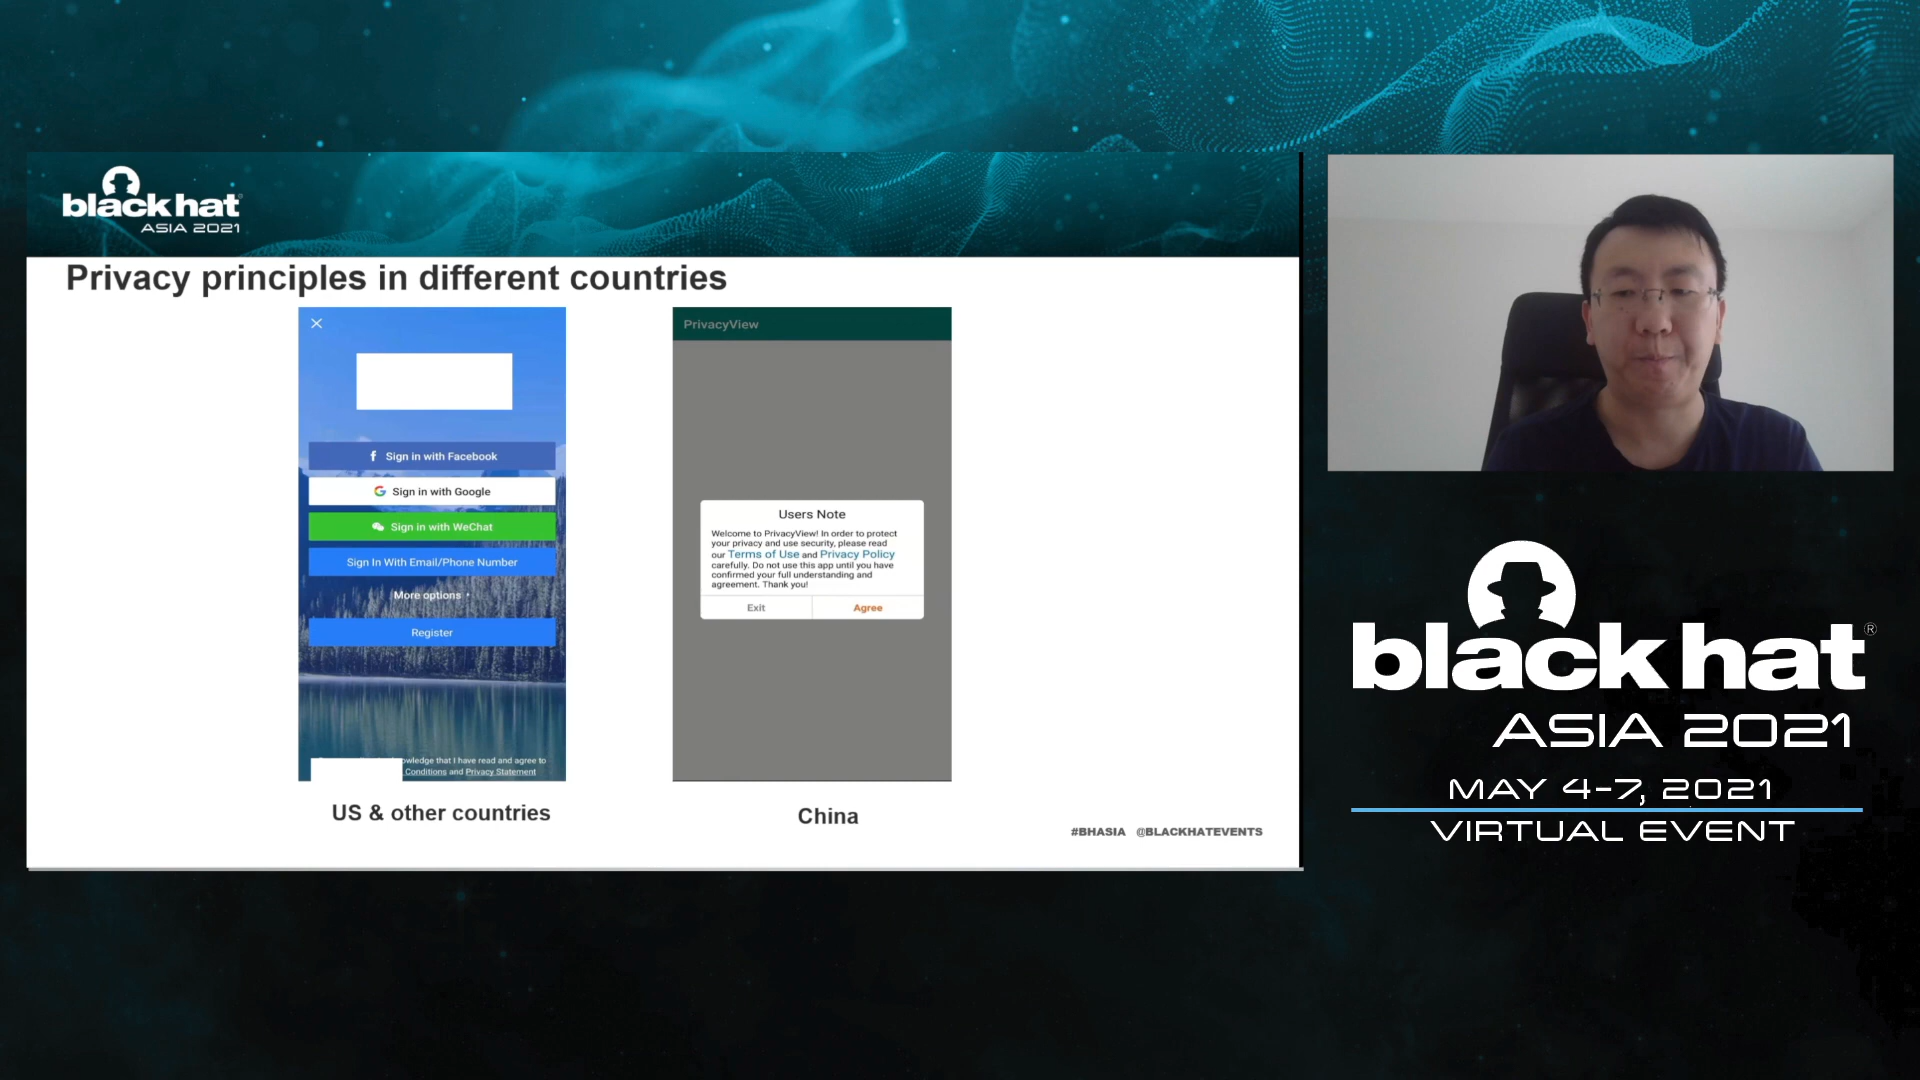 black hat
ASIA 2021
Privacy principles in different countries
Sign in with Facebook
Sign in with Google
Sign in with WeChat
Sign In With Email/Phone Number
More options
Register
owledge that I have read and agree to
Conditions and Privacy Statement
US & other countries
PrivacyView
Users Note
Welcome to PrivacyView! In order to protect
your privacy and use security, please read
our Terms of Use and Privacy Policy
carefully. Do not use this app until you have
confirmed your full understanding and
agreement. Thank you!
Exit
Agree
China
#BHASIA @BLACKHATEVENTS
black hat®
ASIA 2021
MAY 4-7, 2021
VIRTUAL EVENT